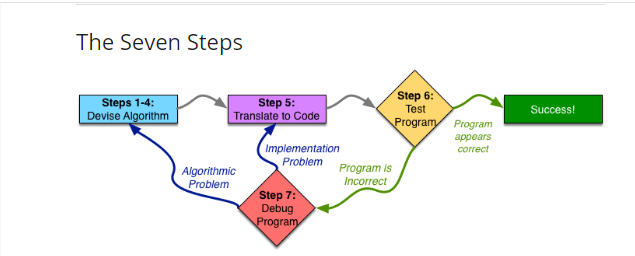 The Seven Steps
Steps 1-4:
Devise Algorithm
Step 5:
Translate to Code
Step 6:
Test
Program
Success!
Program
appears
correct
Implementation
Problem
Algorithmic
Problem
Program is
Incorrect
Step 7:
Debug
Program